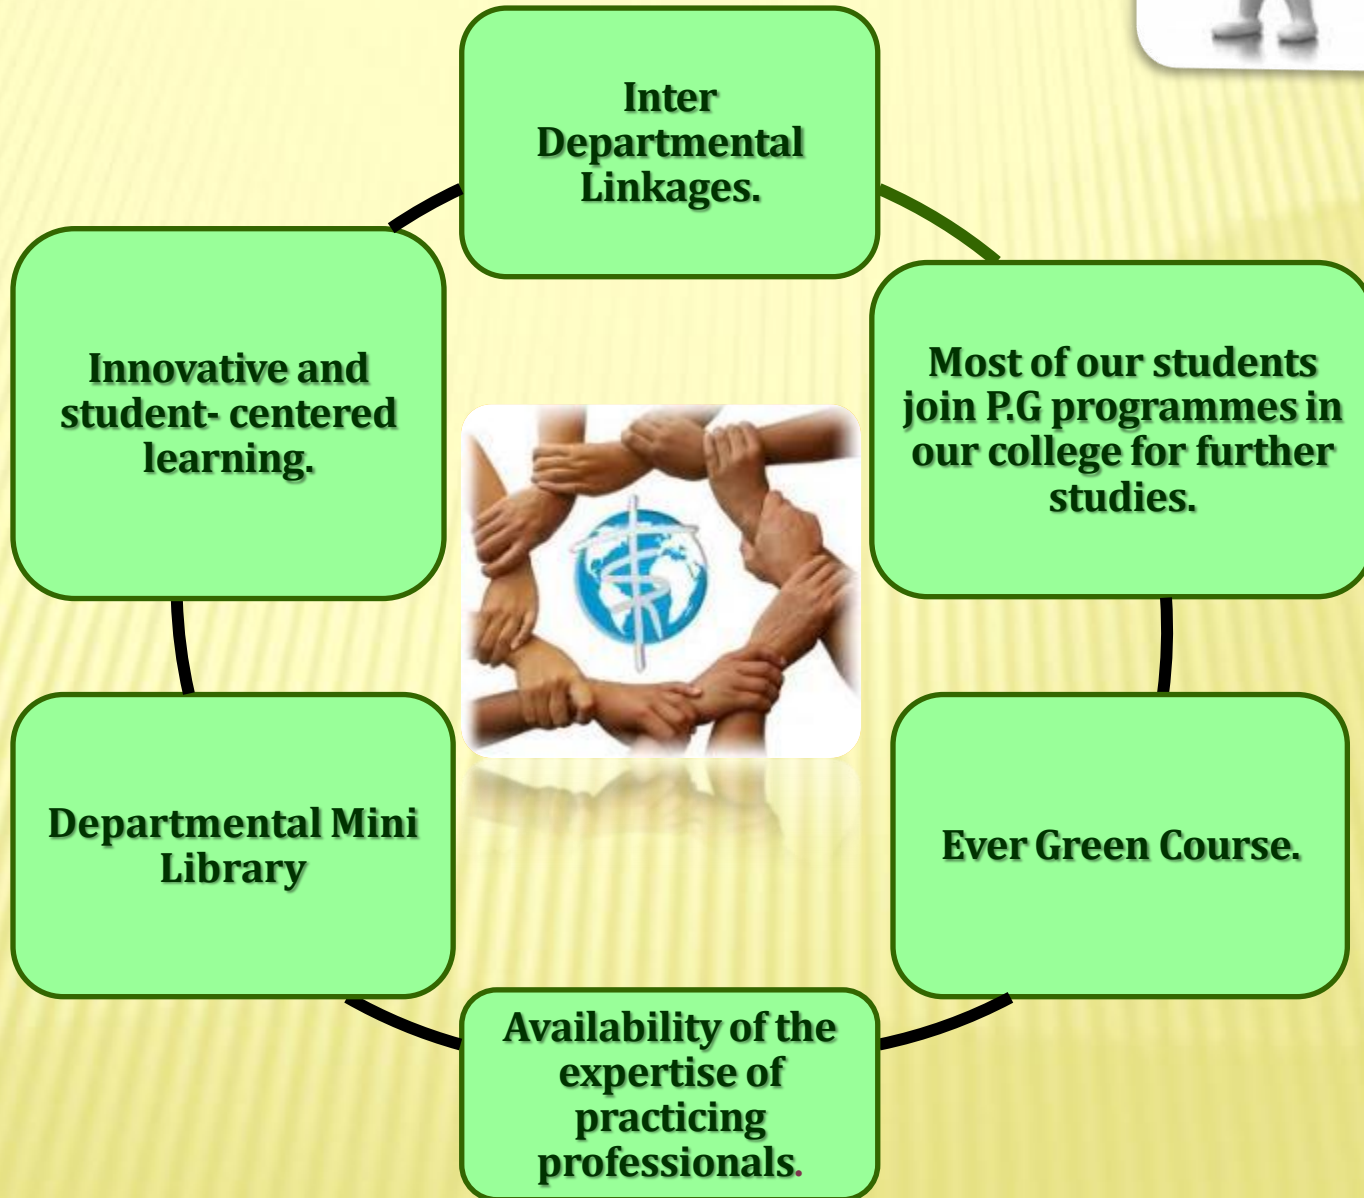 Inter
Departmental
Linkages.
Most of our students
join P.G programmes in
our college for further
studies.
Ever Green Course.
Availability of the
expertise of
practicing
professionals.
Departmental Mini
Library
Innovative and
student- centered
learning.